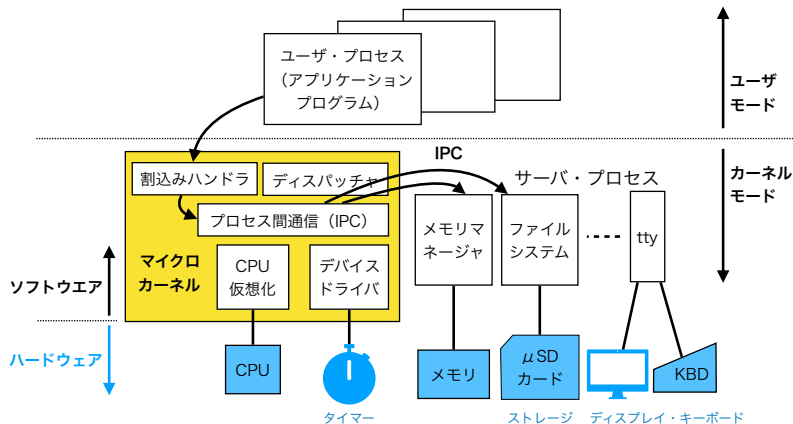 ユーザ・プロセス
（アプリケーション
プログラム）
ユーザ
モード
IPC
カーネル
モード
割込みハンドラ
ディスパッチャ
サーバ・プロセス
プロセス間通信（IPC）
メモリマ
ネージャ
ファイル
システム
tty
マイクロ
カーネル
CPU
仮想化
デバイス
ドライバ
ソフトウエア
ハードウェア
CPU
タイマー
メモリ
μSD
カード
ストレージ
KBD
ディスプレイ・キーボード